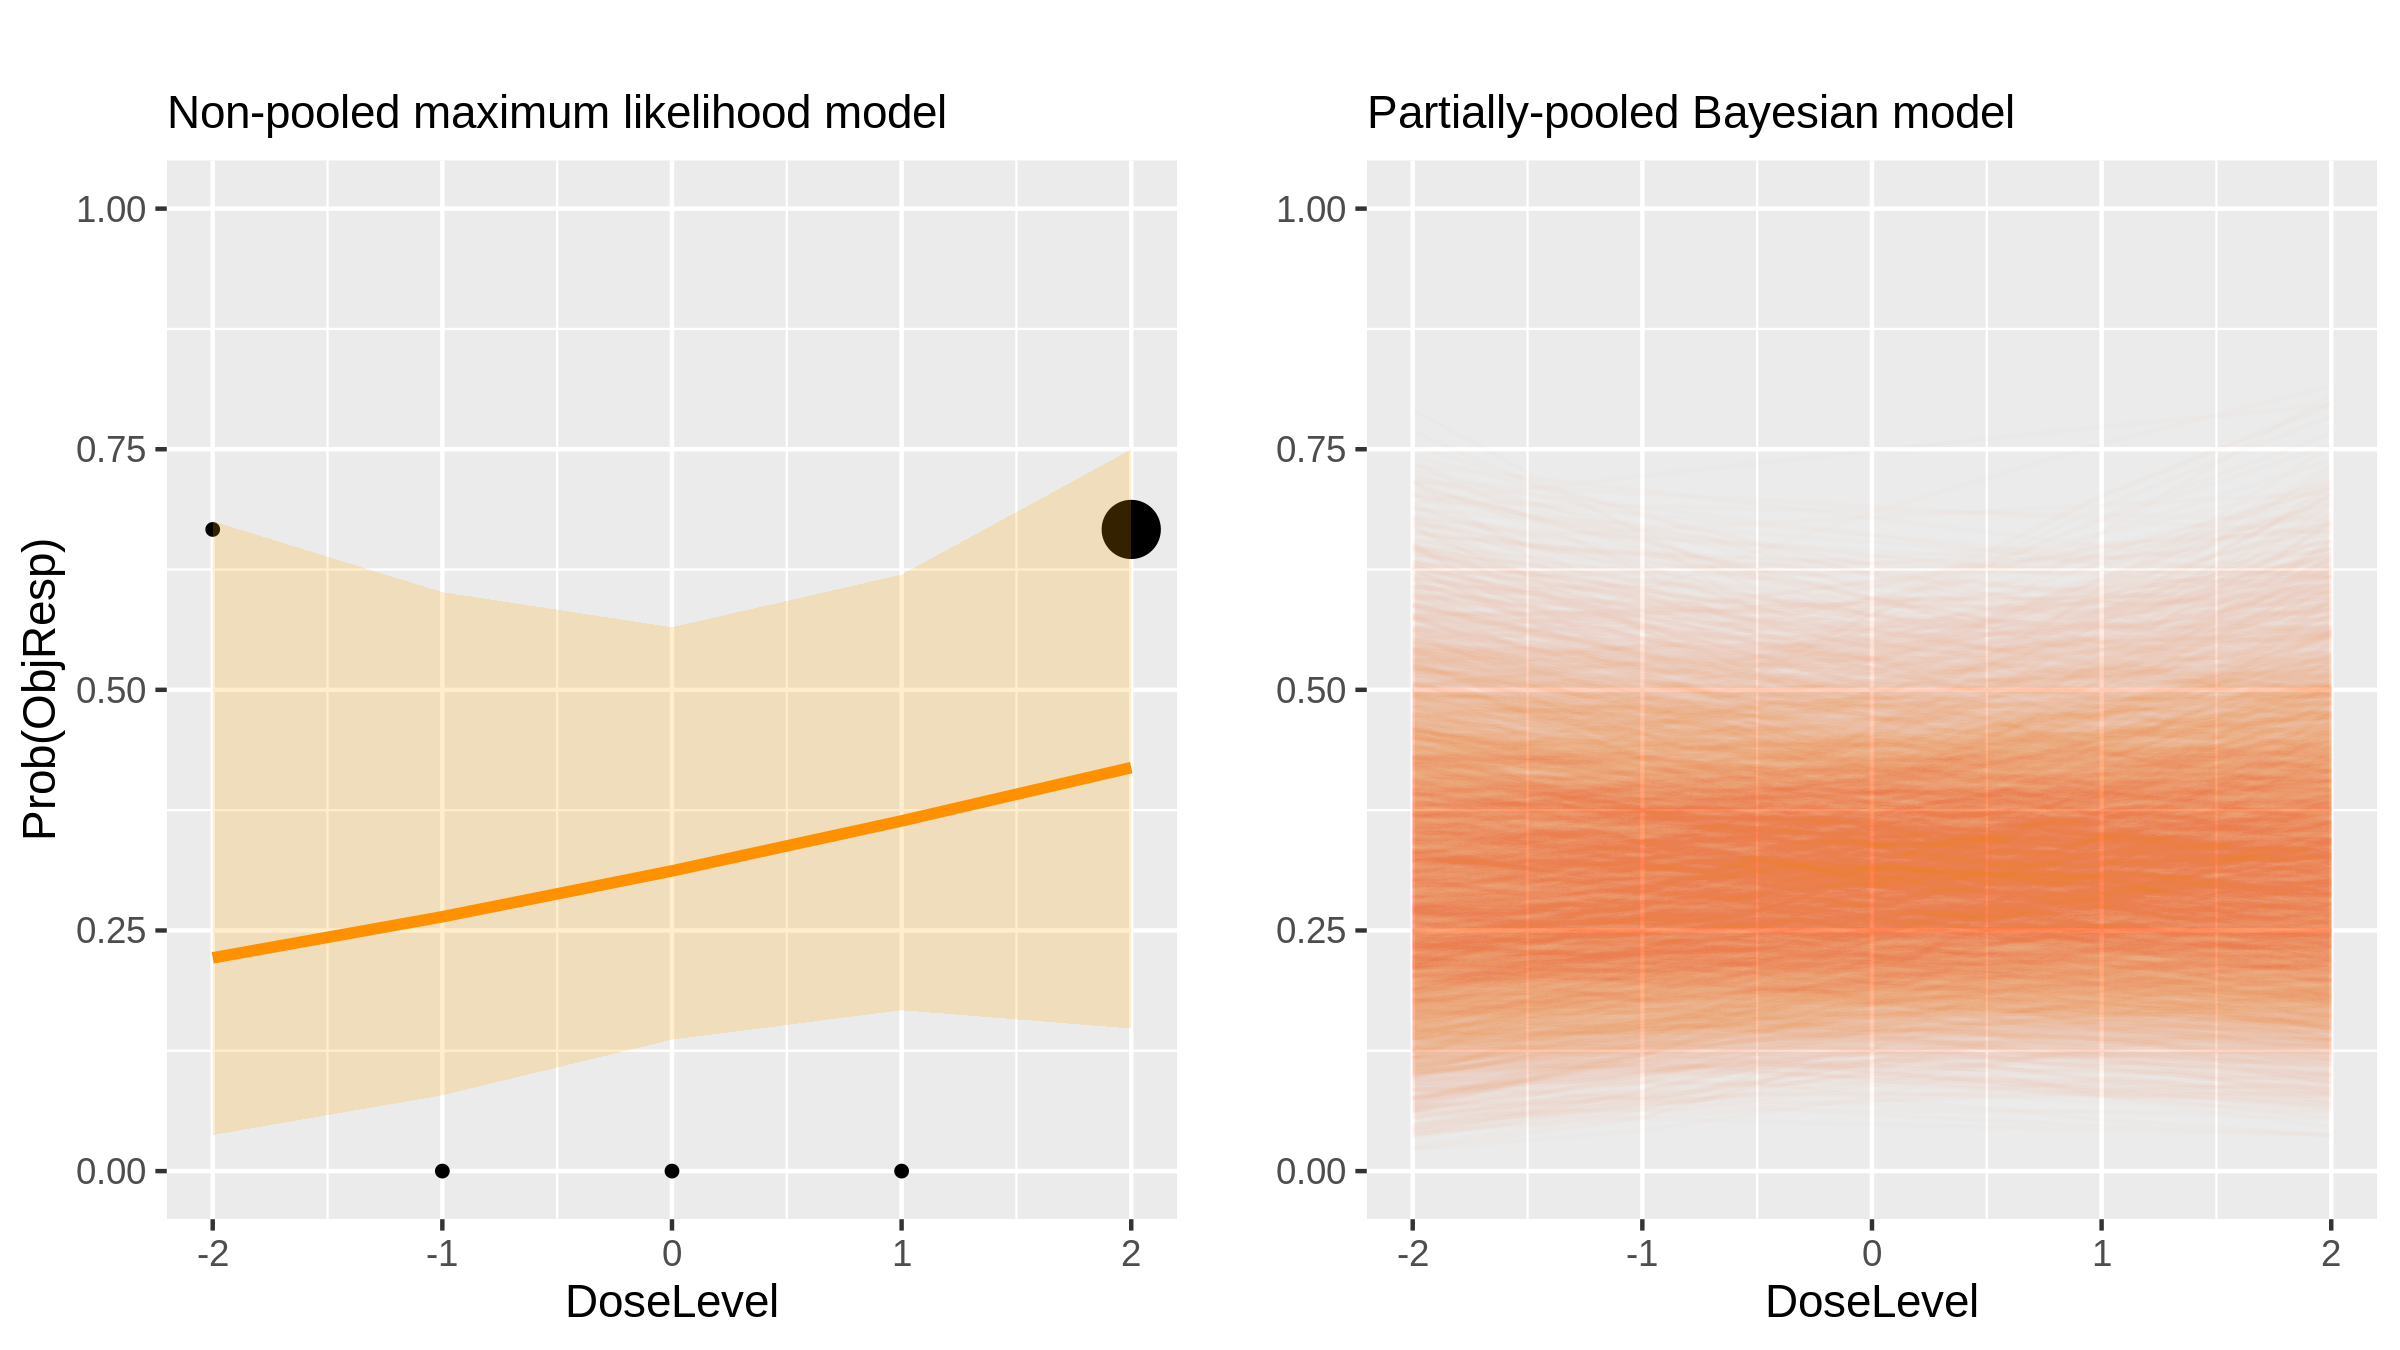 Non-pooled maximum likelihood model
Prob(ObjResp)
1.00
0.75
0.50
0.25
0.00
-2 -1 0 1 2
DoseLevel
Partially-pooled Bayesian model
1.00
0.75
0.50
0.25
0.00
-2 -1 0 1 2
DoseLevel